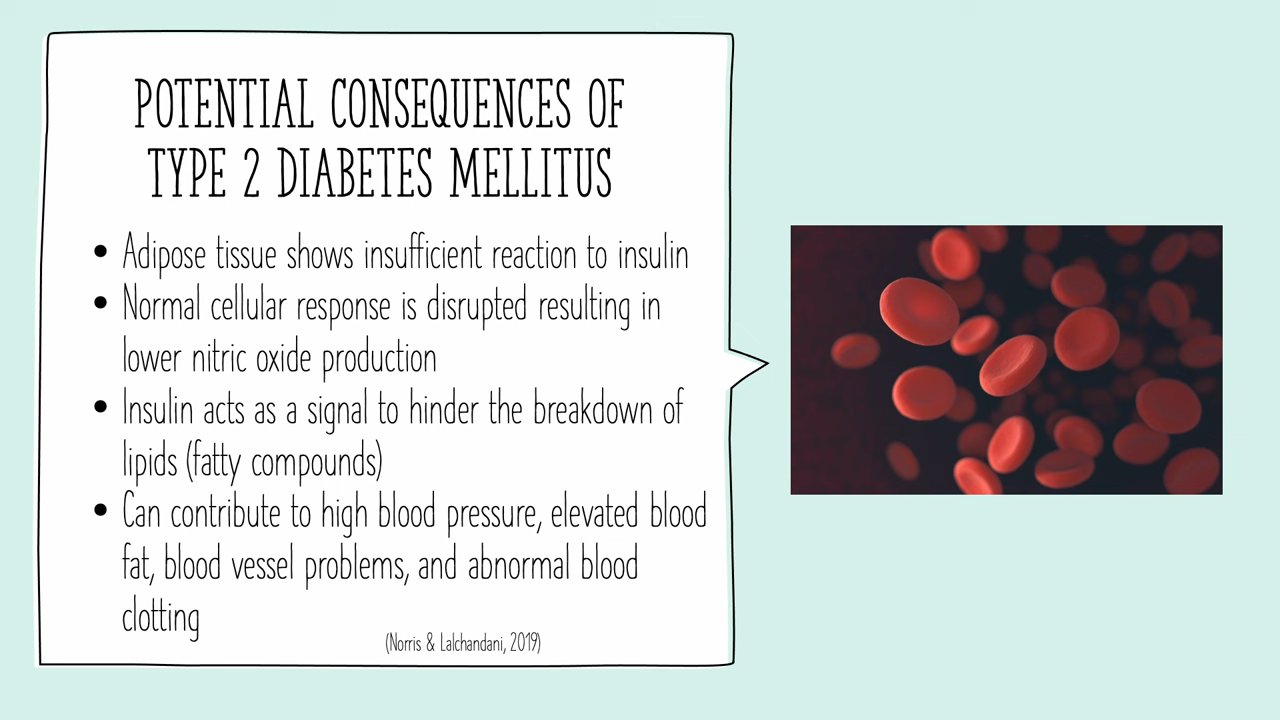 POTENTIAL CONSEQUENCES OF
TYPE 2 DIABETES MELLITUS
• Adipose tissue shows insufficient reaction to insulin
• Normal cellular response is disrupted resulting in
lower nitric oxide production
• Insulin acts as a signal to hinder the breakdown of
lipids (fatty compounds)
• Can contribute to high blood pressure, elevated blood
fat, blood vessel problems, and abnormal blood
clotting
(Norris & Lalchandani, 2019)